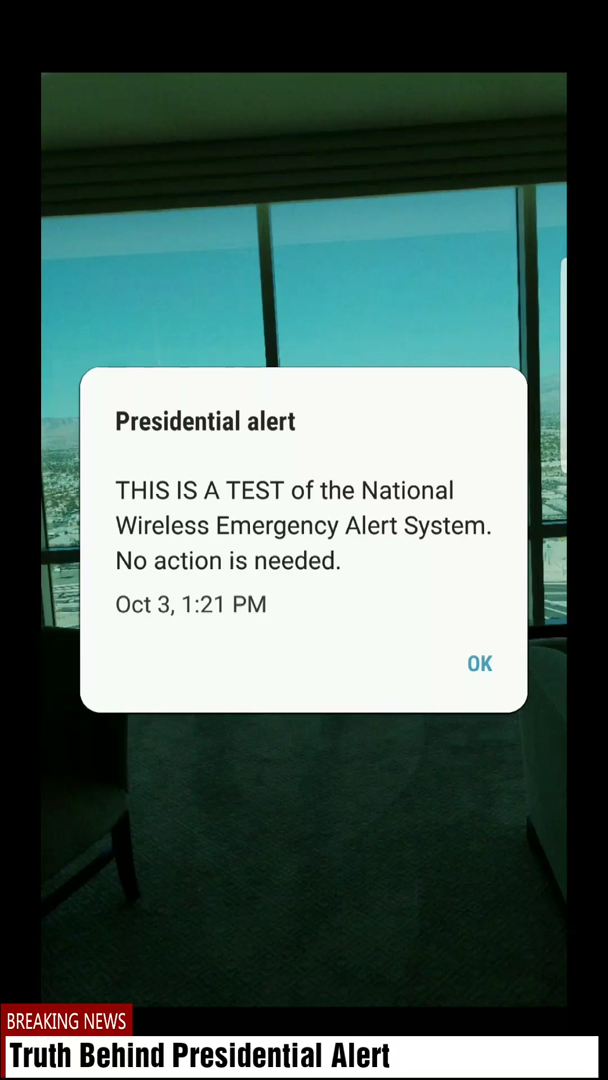 Presidential alert
THIS IS A TEST of the National
Wireless Emergency Alert System.
No action is needed.
Oct 3, 1:21 PM
OK
BREAKING NEWS
Truth Behind Presidential Alert